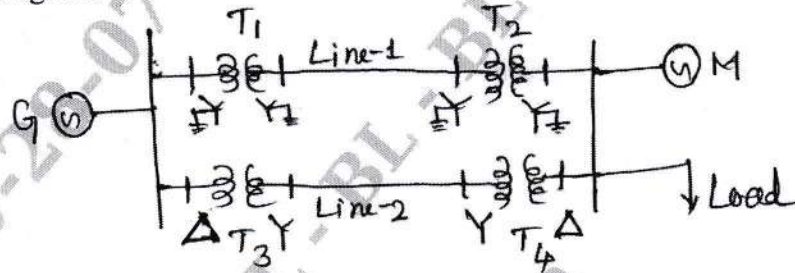 T1 T2
Line-1
G S S M
Y Y Y Y
Line-2 Load
Δ T3 Y Y T4 Δ